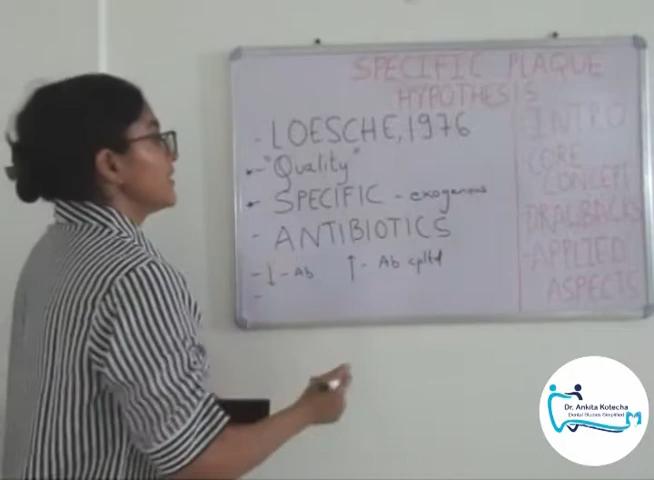 SPECIFIC PLAQUE
HYPOTHESIS
- LOESCHE, 1976
- "Quality"
- SPECIFIC - exogenous
- ANTIBIOTICS
- ↓ - Ab ↑ - Ab cpltd
-
INTRO
CORE
CONCEPT
DRAWBACKS
- APPLIED
ASPECTS
Dr. Ankita Kotecha
Dental Studies Simplified